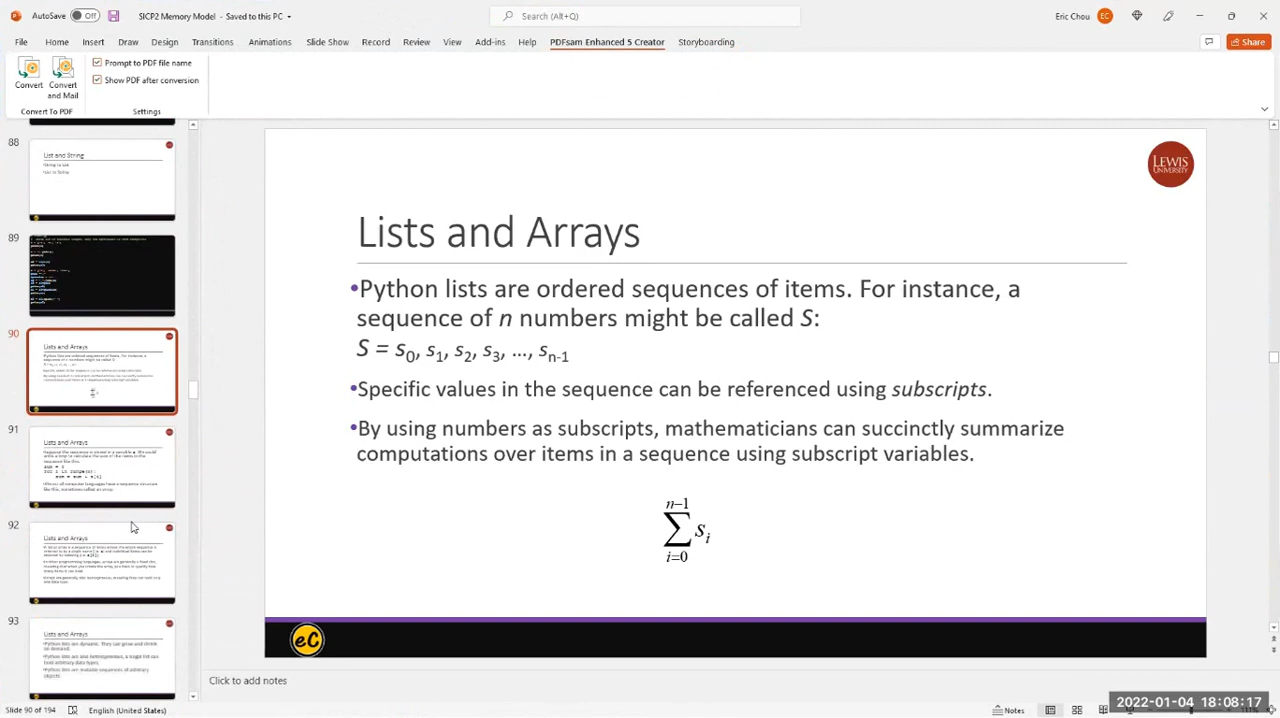 AutoSave Off SICP2 Memory Model - Saved to this PC Search (Alt+Q) Eric Chou EC
File Home Insert Draw Design Transitions Animations Slide Show Record Review View Add-ins Help PDFsam Enhanced 5 Creator Storyboarding Share
Convert
Convert and Mail
Prompt to PDF file name
Show PDF after conversion
Convert To PDF Settings
88
List and String
89
90
Lists and Arrays
91
Lists and Arrays
92
Lists and Arrays
93
Lists and Arrays
LEWIS
UNIVERSITY
Lists and Arrays
•Python lists are ordered sequence of items. For instance, a
sequence of n numbers might be called S:
S = s0, s1, s2, s3, …, sn-1
•Specific values in the sequence can be referenced using subscripts.
•By using numbers as subscripts, mathematicians can succinctly summarize
computations over items in a sequence using subscript variables.
n−1
∑ si
i=0
eC
Click to add notes
Slide 90 of 194 English (United States) Notes
2022-01-04 18:08:17